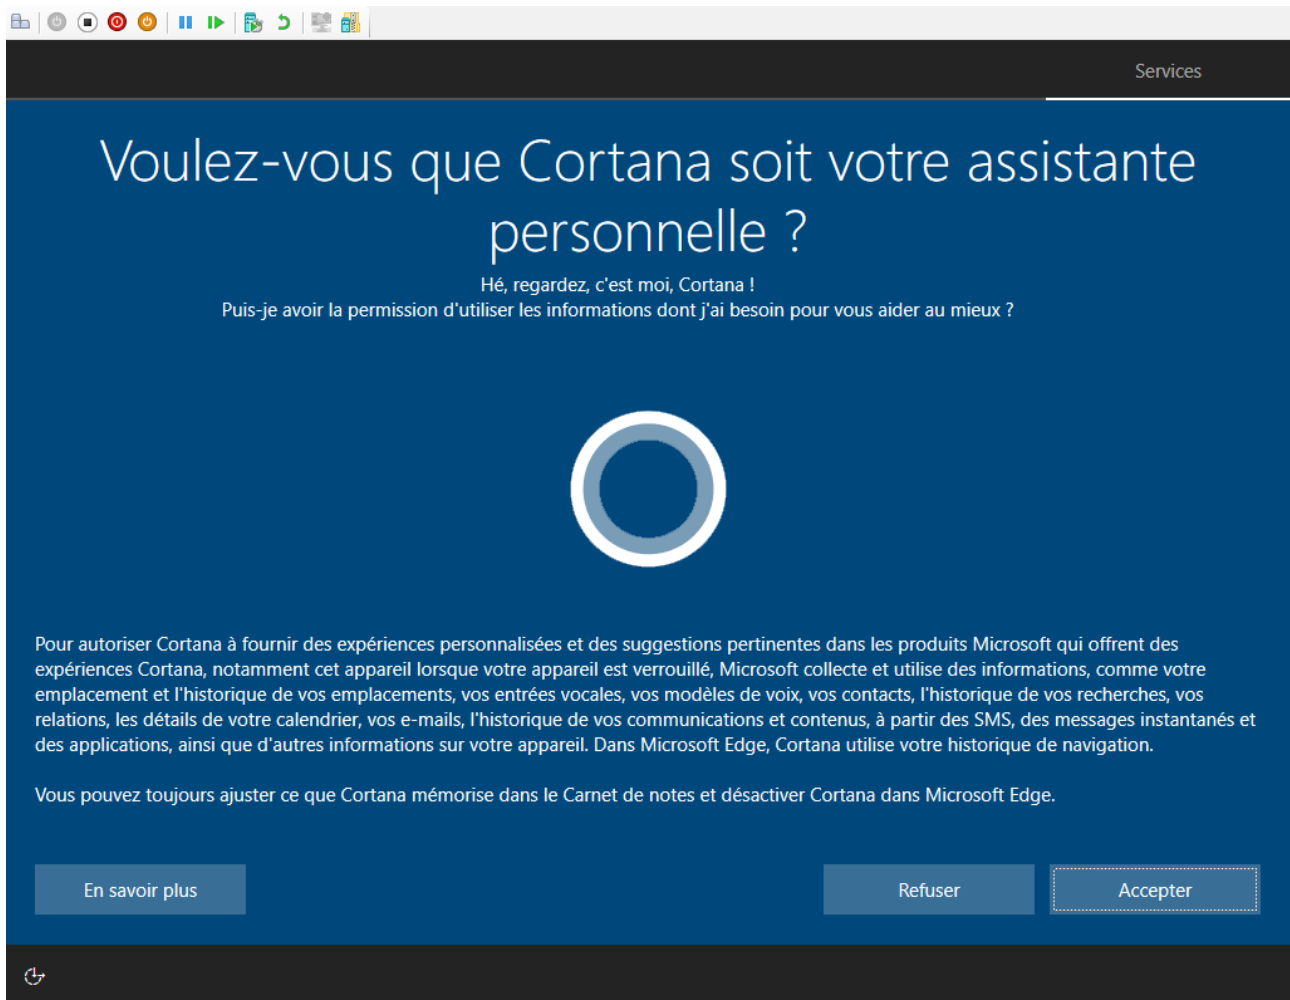 Services
Voulez-vous que Cortana soit votre assistante
personnelle ?
Hé, regardez, c'est moi, Cortana !
Puis-je avoir la permission d'utiliser les informations dont j'ai besoin pour vous aider au mieux ?
Pour autoriser Cortana à fournir des expériences personnalisées et des suggestions pertinentes dans les produits Microsoft qui offrent des
expériences Cortana, notamment cet appareil lorsque votre appareil est verrouillé, Microsoft collecte et utilise des informations, comme votre
emplacement et l'historique de vos emplacements, vos entrées vocales, vos modèles de voix, vos contacts, l'historique de vos recherches, vos
relations, les détails de votre calendrier, vos e-mails, l'historique de vos communications et contenus, à partir des SMS, des messages instantanés et
des applications, ainsi que d'autres informations sur votre appareil. Dans Microsoft Edge, Cortana utilise votre historique de navigation.
Vous pouvez toujours ajuster ce que Cortana mémorise dans le Carnet de notes et désactiver Cortana dans Microsoft Edge.
En savoir plus
Refuser
Accepter